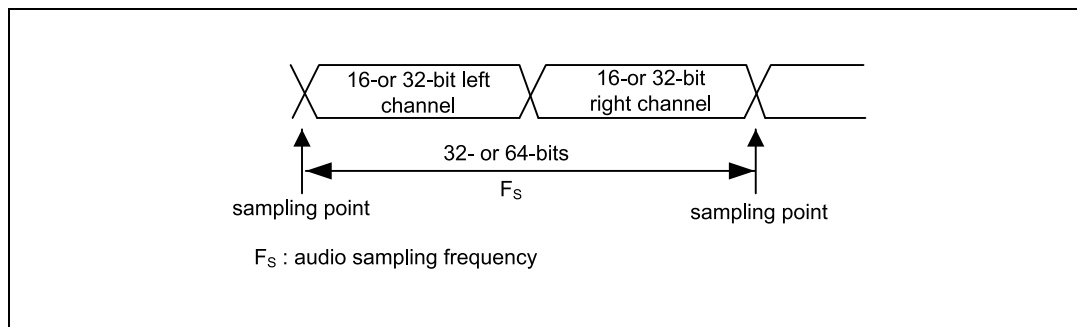 16-or 32-bit left
channel
16-or 32-bit
right channel
32- or 64-bits
FS
sampling point
sampling point
FS : audio sampling frequency